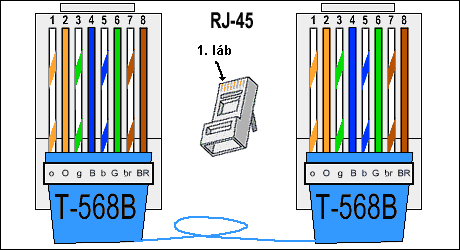 1 2 3 4 5 6 7 8
RJ-45
1 2 3 4 5 6 7 8
1. láb
o O g B b G br BR
o O g B b G br BR
T-568B
T-568B